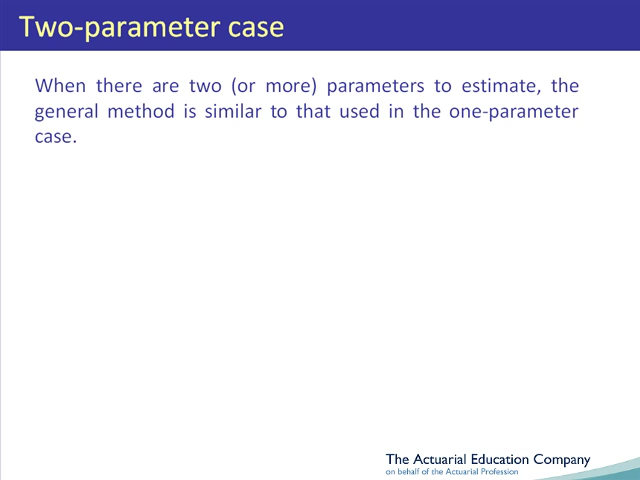 Two-parameter case
When there are two (or more) parameters to estimate, the
general method is similar to that used in the one-parameter
case.
The Actuarial Education Company
on behalf of the Actuarial Profession